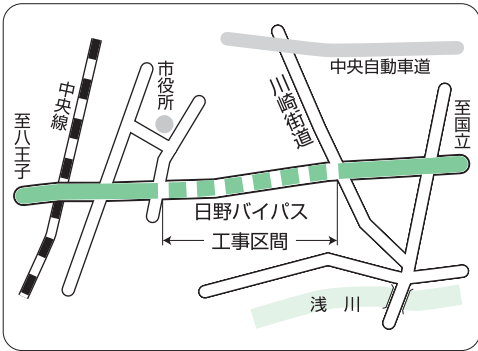 中央自動車道
市役所
中央線
川崎街道
至国立
至八王子
日野バイパス
工事区間
浅 川